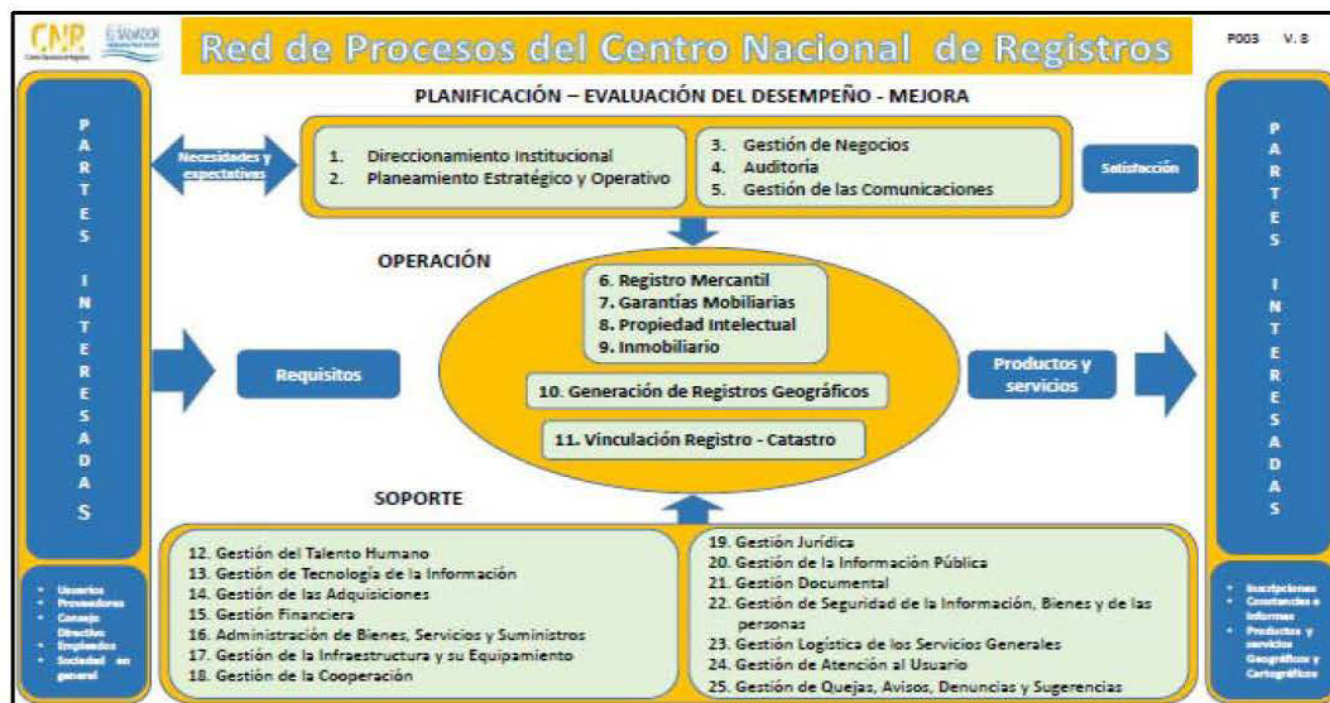 CNR
EL SALVADOR
Red de Procesos del Centro Nacional de Registros
P003 V. 8
PLANIFICACIÓN – EVALUACIÓN DEL DESEMPEÑO - MEJORA
PARTES INTERESADAS
Necesidades y
expectativas
1. Direccionamiento Institucional
2. Planeamiento Estratégico y Operativo
3. Gestión de Negocios
4 Auditoría
5 Gestión de las Comunicaciones
Satisfacción
PARTES INTERESADAS
OPERACIÓN
6. Registro Mercantil
7. Garantías Mobiliarias
8. Propiedad Intelectual
9. Inmobiliario
Requisitos
10. Generación de Registros Geográficos
11. Vinculación Registro - Catastro
Productos y
servicios
SOPORTE
12. Gestión del Talento Humano
13. Gestión de Tecnología de la Información
14. Gestión de las Adquisiciones
15. Gestión Financiera
16. Administración de Bienes, Servicios y Suministros
17. Gestión de la Infraestructura y su Equipamiento
18. Gestión de la Cooperación
19. Gestión Jurídica
20. Gestión de la Información Pública
21. Gestión Documental
22. Gestión de Seguridad de la Información, Bienes y de las
personas
23. Gestión Logística de los Servicios Generales
24. Gestión de Atención al Usuario
25. Gestión de Quejas, Avisos, Denuncias y Sugerencias
• Usuarios
• Proveedores
• Consejo
Directivo
• Empleados
• Sociedad en
general
• Inscripciones
• Constancias e
Informes
• Productos y
servicios
Geográficos y
Cartográficos